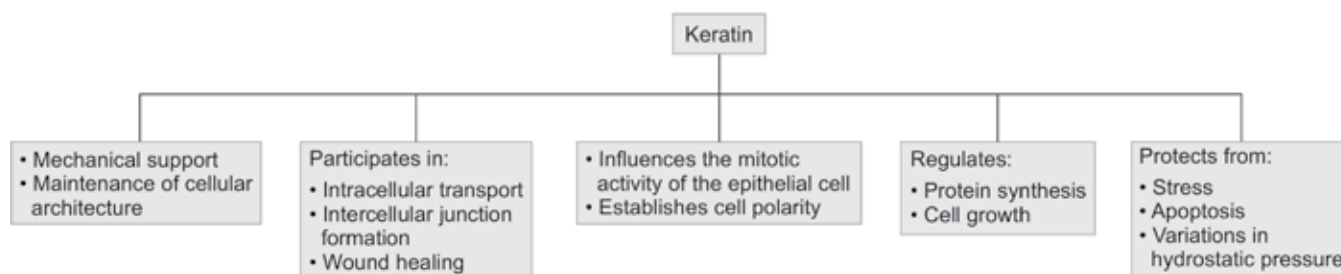 Keratin
• Mechanical support
• Maintenance of cellular
architecture
Participates in:
• Intracellular transport
• Intercellular junction
formation
• Wound healing
• Influences the mitotic
activity of the epithelial cell
• Establishes cell polarity
Regulates:
• Protein synthesis
• Cell growth
Protects from:
• Stress
• Apoptosis
• Variations in
hydrostatic pressure